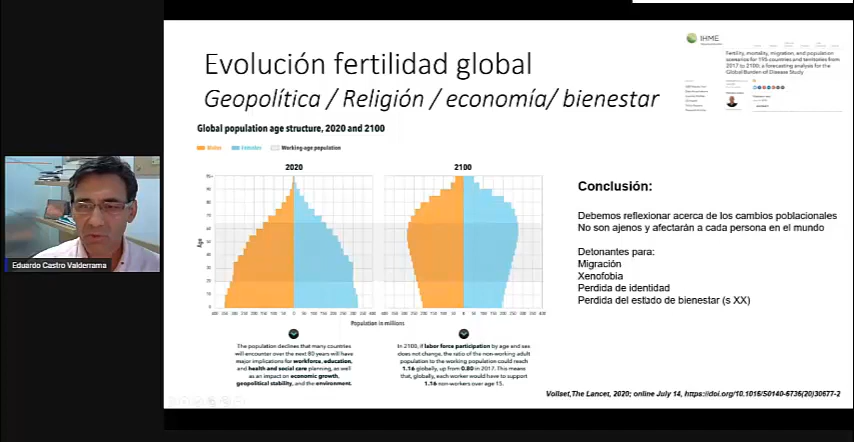 Evolución fertilidad global
Geopolítica / Religión / economía/ bienestar
IHME
Fertility, mortality, migration, and population
scenarios for 195 countries and territories from
2017 to 2100: a forecasting analysis for the
Global Burden of Disease Study
Global population age structure, 2020 and 2100
Males Females Working-age population
2020
2100
Age
Population in millions
The population declines that many countries
will encounter over the next 80 years will have
major implications for workforce, education,
and health and social care planning, as well
as an impact on economic growth,
geopolitical stability, and the environment.
In 2100, if labor force participation by age and sex
does not change, the ratio of the non-working adult
population to the working population could reach
1.16 globally, up from 0.80 in 2017. This means
that, globally, each worker would have to support
1.16 non-workers over age 15.
Conclusión:
Debemos reflexionar acerca de los cambios poblacionales
No son ajenos y afectarán a cada persona en el mundo
Detonantes para:
Migración
Xenofobia
Perdida de identidad
Perdida del estado de bienestar (s XX)
Vollset,The Lancet, 2020; online July 14, https://doi.org/10.1016/S0140-6736(20)30677-2
Eduardo Castro Valderrama